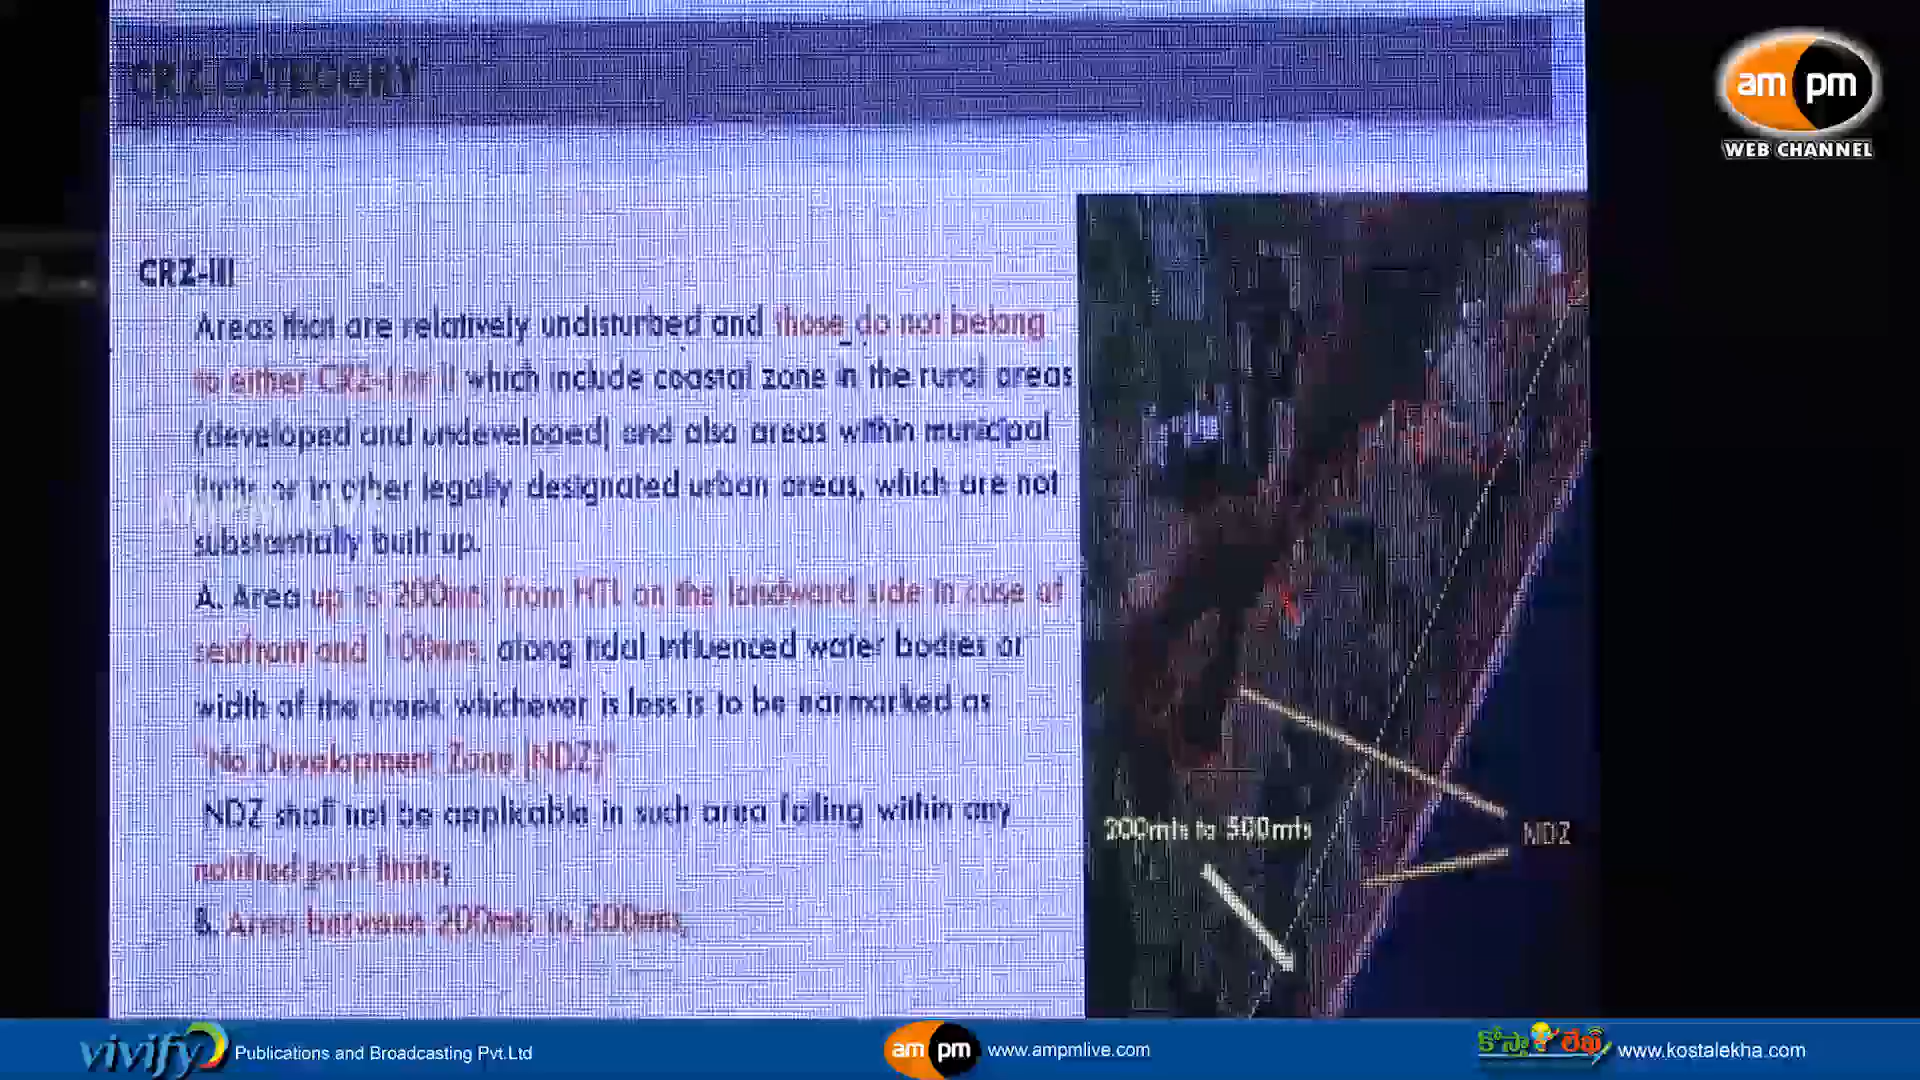 CRZ CATEGORY
am pm
WEB CHANNEL
CRZ-III
Areas that are relatively undisturbed and those do not belong
to either CRZ-I or II which include coastal zone in the rural areas
(developed and undeveloped) and also areas within municipal
limits or in other legally designated urban areas, which are not
substantially built up.
A. Area up to 200mts from HTL on the landward side in case of
seafront and 100mts. along tidal influenced water bodies or
width of the creek whichever is less is to be earmarked as
"No Development Zone (NDZ)"
NDZ shall not be applicable in such area falling within any
notified port limits;
B. Area between 200mts to 500mts,
200mts to 500mts
NDZ
vivify Publications and Broadcasting Pvt.Ltd
am pm www.ampmlive.com
కోస్తా లేఖ www.kostalekha.com